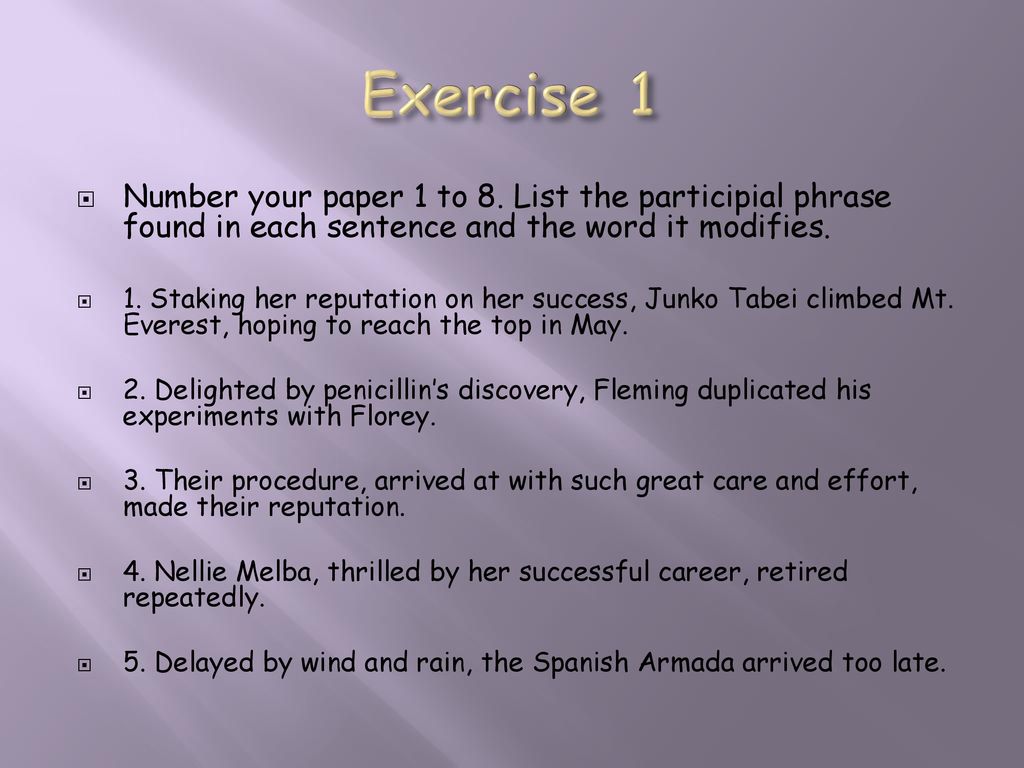 Exercise 1
Number your paper 1 to 8. List the participial phrase
found in each sentence and the word it modifies.
1. Staking her reputation on her success, Junko Tabei climbed Mt.
Everest, hoping to reach the top in May.
2. Delighted by penicillin’s discovery, Fleming duplicated his
experiments with Florey.
3. Their procedure, arrived at with such great care and effort,
made their reputation.
4. Nellie Melba, thrilled by her successful career, retired
repeatedly.
5. Delayed by wind and rain, the Spanish Armada arrived too late.